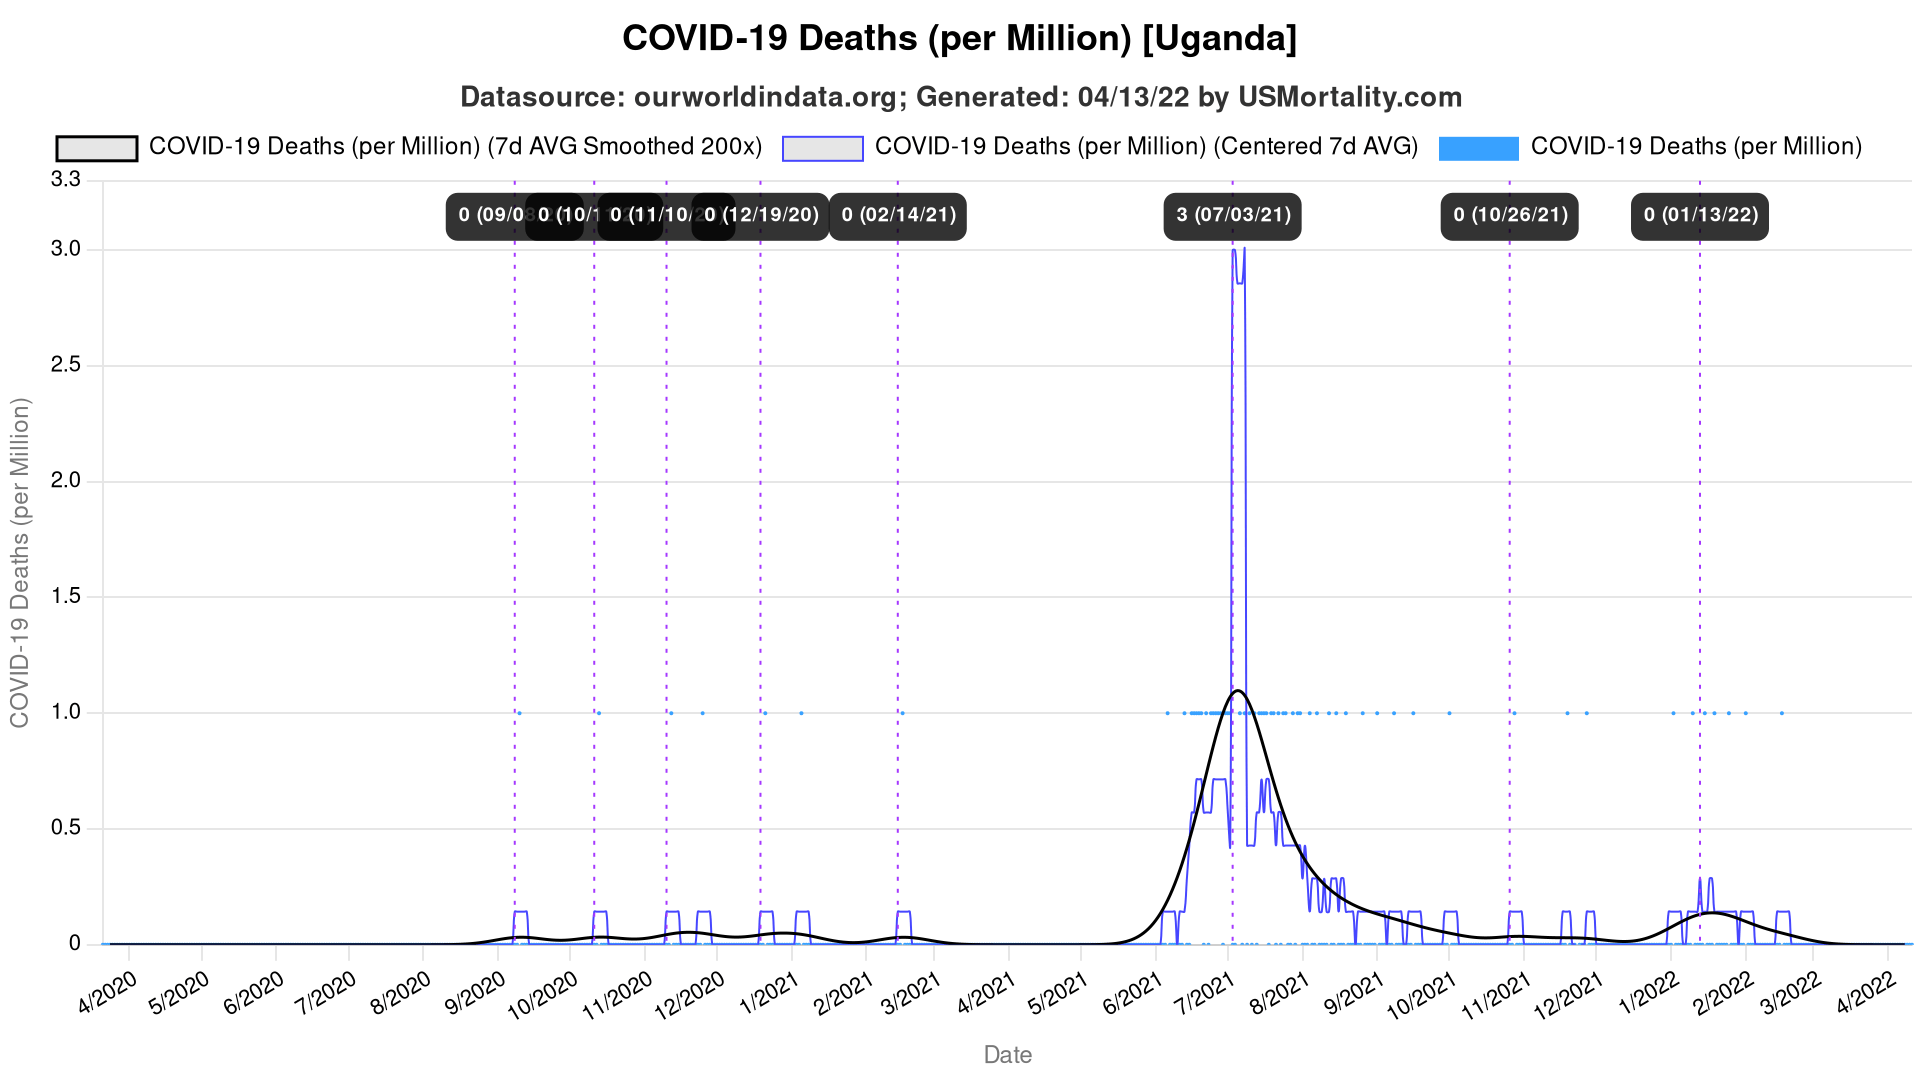 COVID-19 Deaths (per Million) [Uganda]
Datasource: ourworldindata.org; Generated: 04/13/22 by USMortality.com
COVID-19 Deaths (per Million) (7d AVG Smoothed 200x) COVID-19 Deaths (per Million) (Centered 7d AVG) COVID-19 Deaths (per Million)
0 (09/0 0 (10/1 0 (11/10/ 0 (12/19/20) 0 (02/14/21) 3 (07/03/21) 0 (10/26/21) 0 (01/13/22)
3.3
3.0
2.5
2.0
1.5
1.0
0.5
0
COVID-19 Deaths (per Million)
4/2020 5/2020 6/2020 7/2020 8/2020 9/2020 10/2020 11/2020 12/2020 1/2021 2/2021 3/2021 4/2021 5/2021 6/2021 7/2021 8/2021 9/2021 10/2021 11/2021 12/2021 1/2022 2/2022 3/2022 4/2022
Date